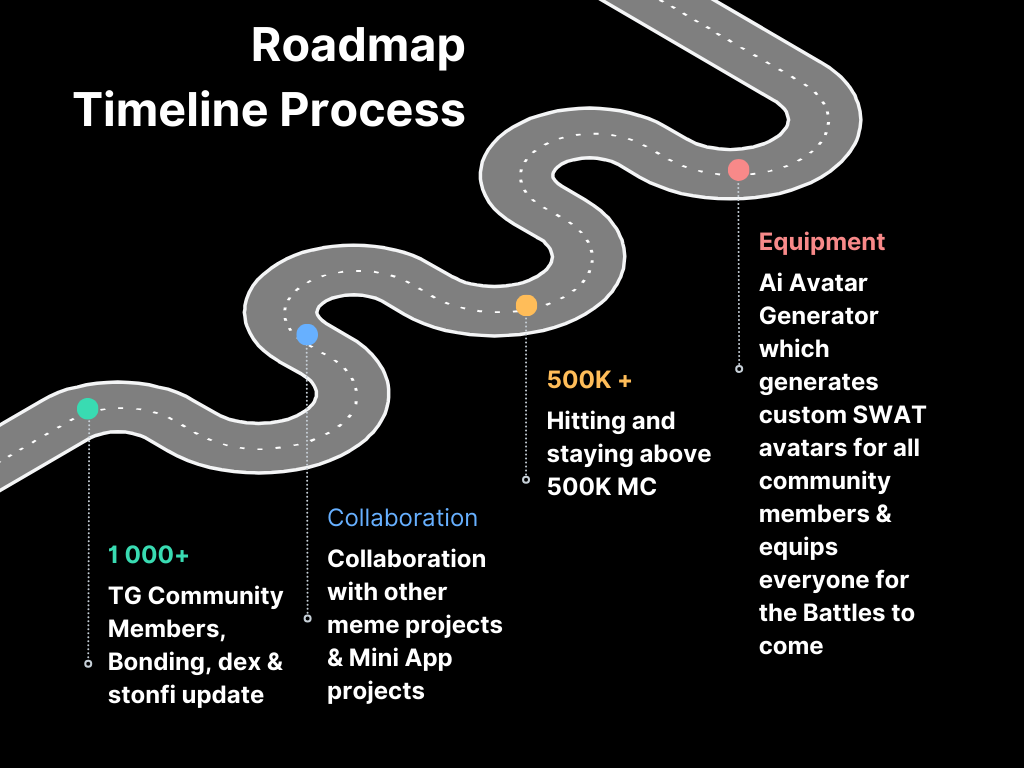 Roadmap
Timeline Process
1 000+
TG Community
Members,
Bonding, dex &
stonfi update
Collaboration
Collaboration
with other
meme projects
& Mini App
projects
500K +
Hitting and
staying above
500K MC
Equipment
Ai Avatar
Generator
which
generates
custom SWAT
avatars for all
community
members &
equips
everyone for
the Battles to
come